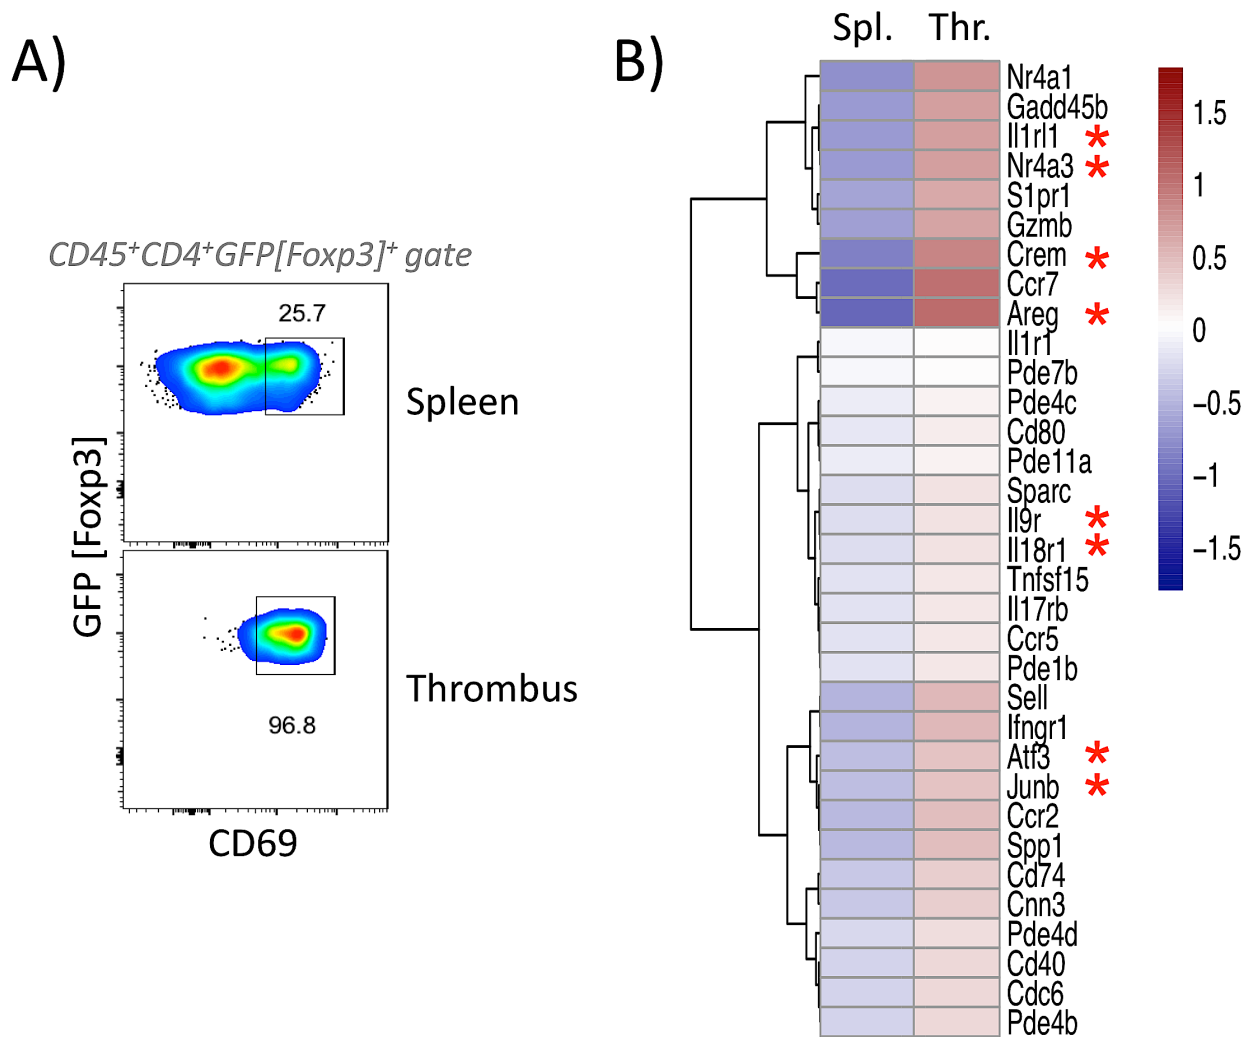 A)
CD45+CD4+GFP[Foxp3]+ gate
25.7
Spleen
96.8
Thrombus
GFP [Foxp3]
CD69
B)
Spl. Thr.
Nr4a1
Gadd45b
Il1rl1 *
Nr4a3 *
S1pr1
Gzmb
Crem *
Ccr7
Areg *
Il1r1
Pde7b
Pde4c
Cd80
Pde11a
Sparc
Il9r *
Il18r1 *
Tnfsf15
Il17rb
Ccr5
Pde1b
Sell
Ifngr1
Atf3 *
Junb *
Ccr2
Spp1
Cd74
Cnn3
Pde4d
Cd40
Cdc6
Pde4b
1.5
1
0.5
0
−0.5
−1
−1.5